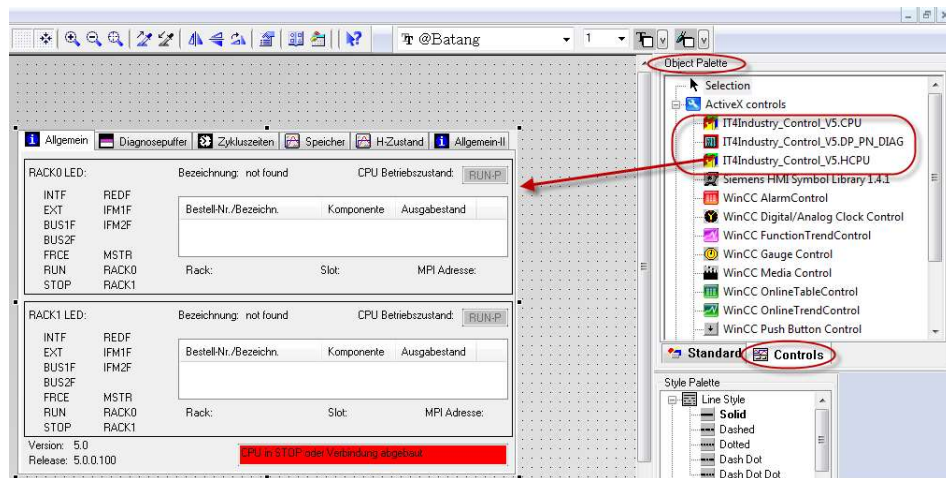 @Batang
1
Object Palette
Selection
ActiveX controls
IT4Industry_Control_V5.CPU
IT4Industry_Control_V5.DP_PN_DIAG
IT4Industry_Control_V5.HCPU
Siemens HMI Symbol Library 1.4.1
WinCC AlarmControl
WinCC Digital/Analog Clock Control
WinCC FunctionTrendControl
WinCC Gauge Control
WinCC Media Control
WinCC OnlineTableControl
WinCC OnlineTrendControl
WinCC Push Button Control
Standard Controls
Style Palette
Line Style
Solid
Dashed
Dotted
Dash Dot
Dash Dot Dot
Allgemein Diagnosepuffer Zykluszeiten Speicher H-Zustand Allgemein-II
RACK0 LED: Bezeichnung: not found CPU Betriebszustand: RUN-P
INTF REDF
EXT IFM1F Bestell-Nr./Bezeichn. Komponente Ausgabestand
BUS1F IFM2F
BUS2F
FRCE MSTR
RUN RACK0 Rack: Slot: MPI Adresse:
STOP RACK1
RACK1 LED: Bezeichnung: not found CPU Betriebszustand: RUN-P
INTF REDF
EXT IFM1F Bestell-Nr./Bezeichn. Komponente Ausgabestand
BUS1F IFM2F
BUS2F
FRCE MSTR
RUN RACK0 Rack: Slot: MPI Adresse:
STOP RACK1
Version: 5.0
Release: 5.0.0.100
CPU in STOP oder Verbindung abgebaut